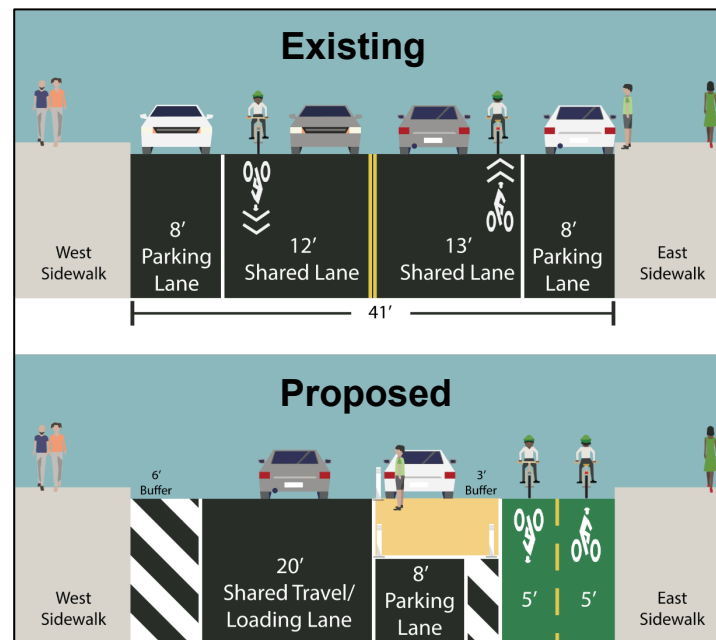 Existing
West
Sidewalk
8’
Parking
Lane
12’
Shared Lane
13’
Shared Lane
8’
Parking
Lane
East
Sidewalk
41’
Proposed
6’
Buffer
3’
Buffer
West
Sidewalk
20’
Shared Travel/
Loading Lane
8’
Parking
Lane
5’
5’
East
Sidewalk